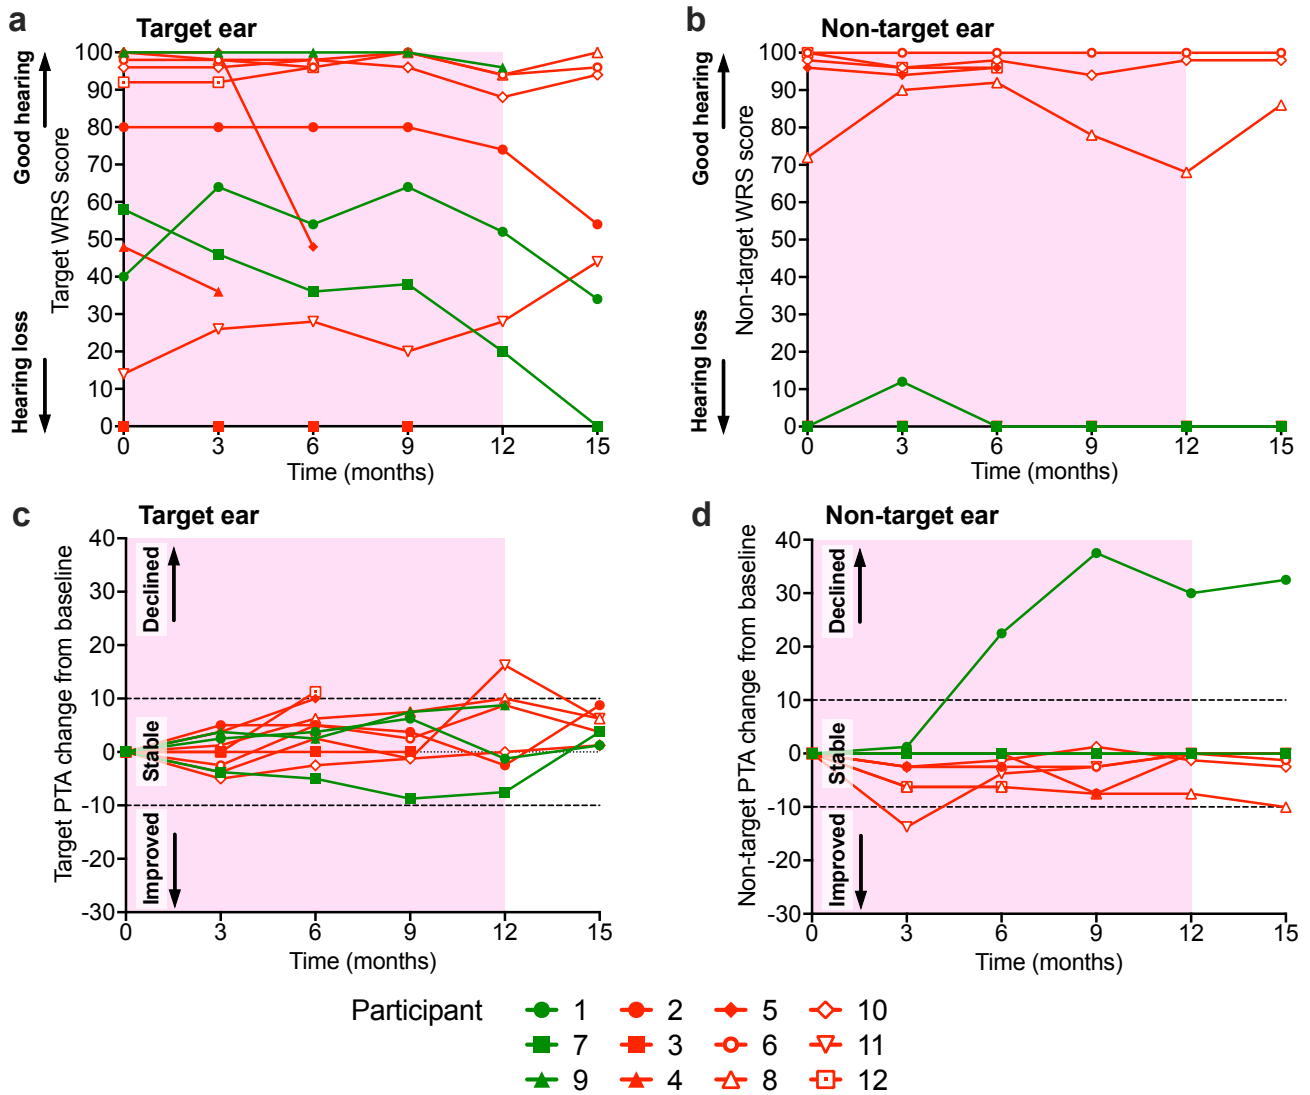 a
Target ear
Good hearing
Hearing loss
Target WRS score
100
90
80
70
60
50
40
30
20
10
0
0 3 6 9 12 15
Time (months)
b
Non-target ear
Good hearing
Hearing loss
Non-target WRS score
100
90
80
70
60
50
40
30
20
10
0
0 3 6 9 12 15
Time (months)
c
Target ear
Target PTA change from baseline
40
30
20
10
0
-10
-20
-30
Declined
Stable
Improved
0 3 6 9 12 15
Time (months)
d
Non-target ear
Non-target PTA change from baseline
40
30
20
10
0
-10
-20
-30
Declined
Stable
Improved
0 3 6 9 12 15
Time (months)
Participant
1 2 5 10
7 3 6 11
9 4 8 12